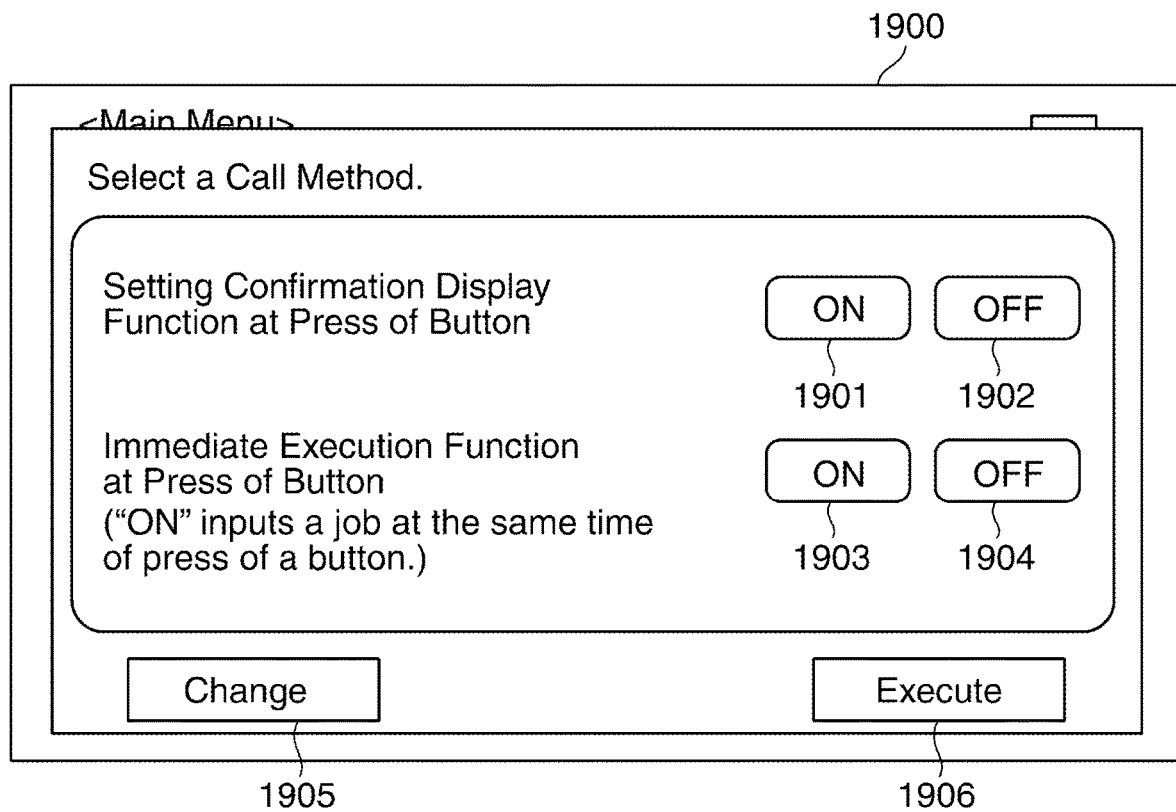 1900
<Main Menu>
Select a Call Method.
Setting Confirmation Display
Function at Press of Button
ON OFF
1901 1902
Immediate Execution Function
at Press of Button
(“ON” inputs a job at the same time
of press of a button.)
ON OFF
1903 1904
Change Execute
1905 1906